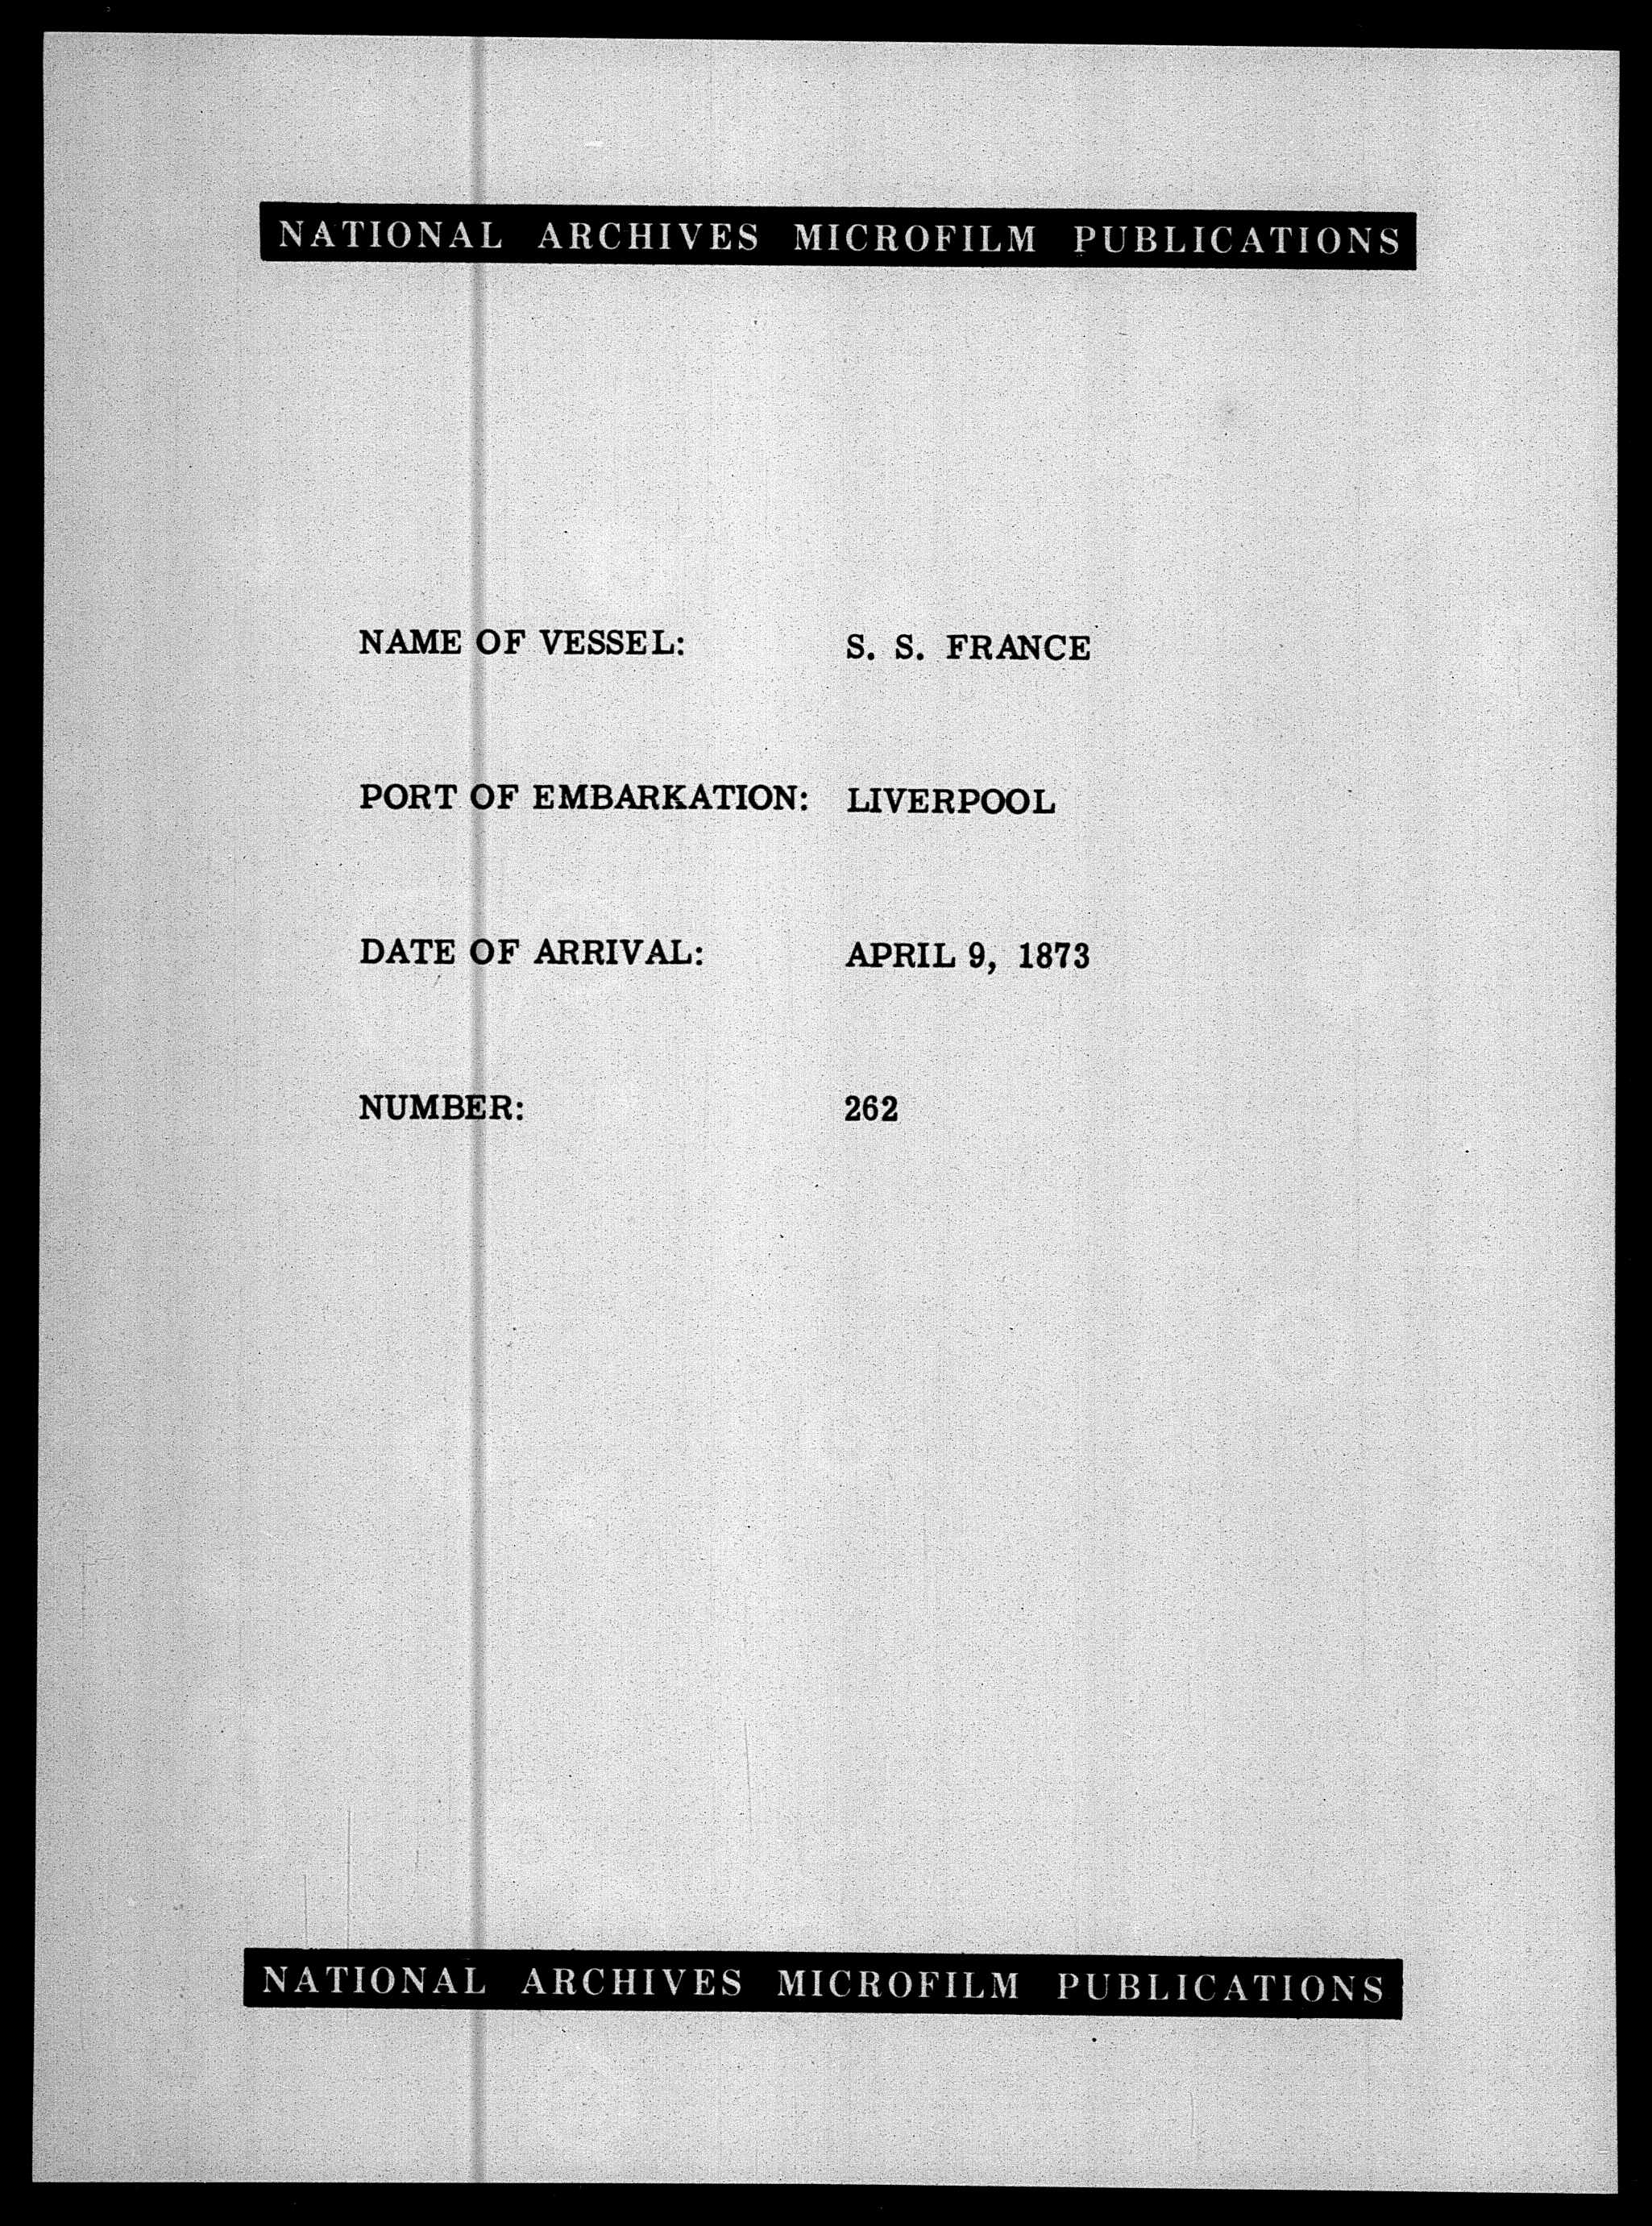 NATIONAL ARCHIVES MICROFILM PUBLICATIONS
NAME OF VESSEL: S. S. FRANCE
PORT OF EMBARKATION: LIVERPOOL
DATE OF ARRIVAL: APRIL 9, 1873
NUMBER: 262
NATIONAL ARCHIVES MICROFILM PUBLICATIONS